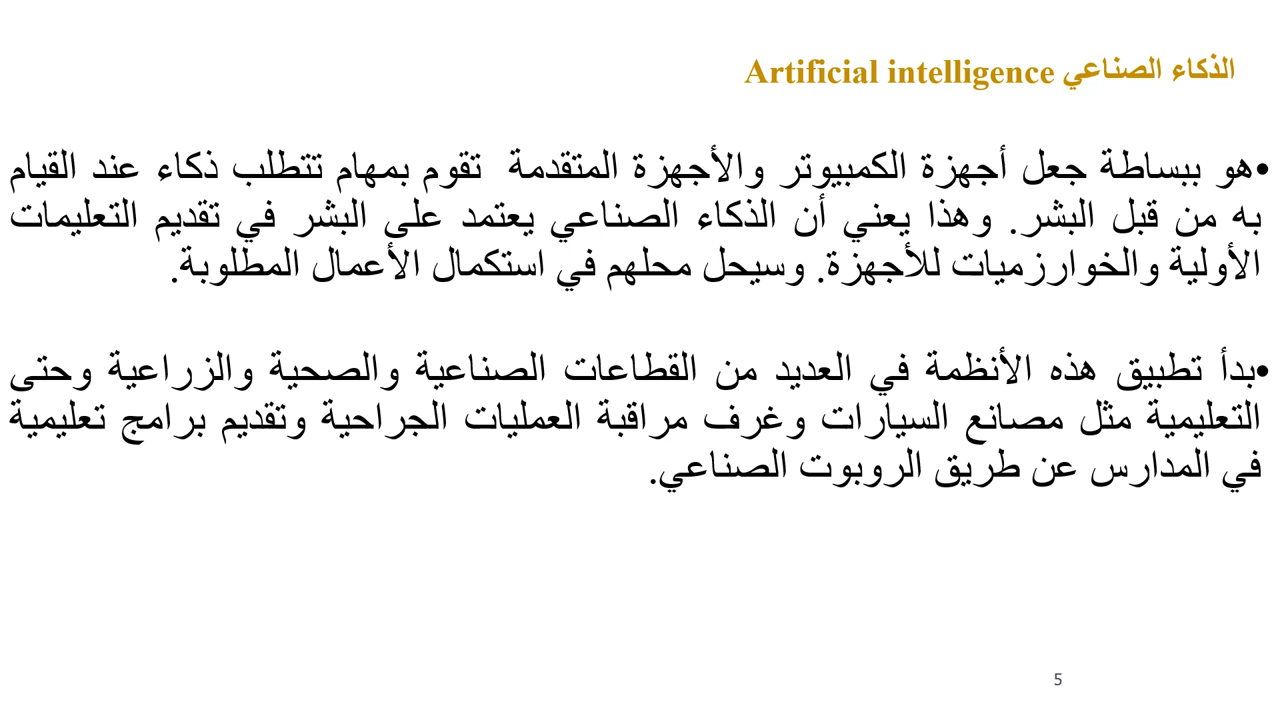 الذكاء الصناعي Artificial intelligence
•هو ببساطة جعل أجهزة الكمبيوتر والأجهزة المتقدمة تقوم بمهام تتطلب ذكاء عند القيام
به من قبل البشر. وهذا يعني أن الذكاء الصناعي يعتمد على البشر في تقديم التعليمات
الأولية والخوارزميات للأجهزة. وسيحل محلهم في استكمال الأعمال المطلوبة.
•بدأ تطبيق هذه الأنظمة في العديد من القطاعات الصناعية والصحية والزراعية وحتى
التعليمية مثل مصانع السيارات وغرف مراقبة العمليات الجراحية وتقديم برامج تعليمية
في المدارس عن طريق الروبوت الصناعي.
5